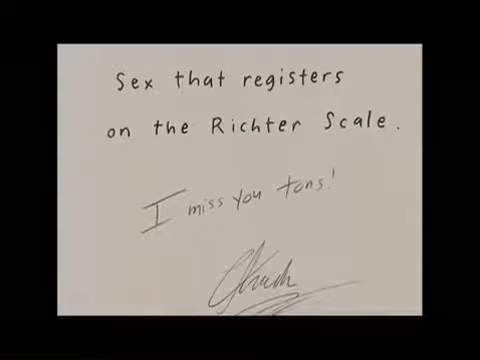 Sex that registers
on the Richter Scale.
I miss you tons!